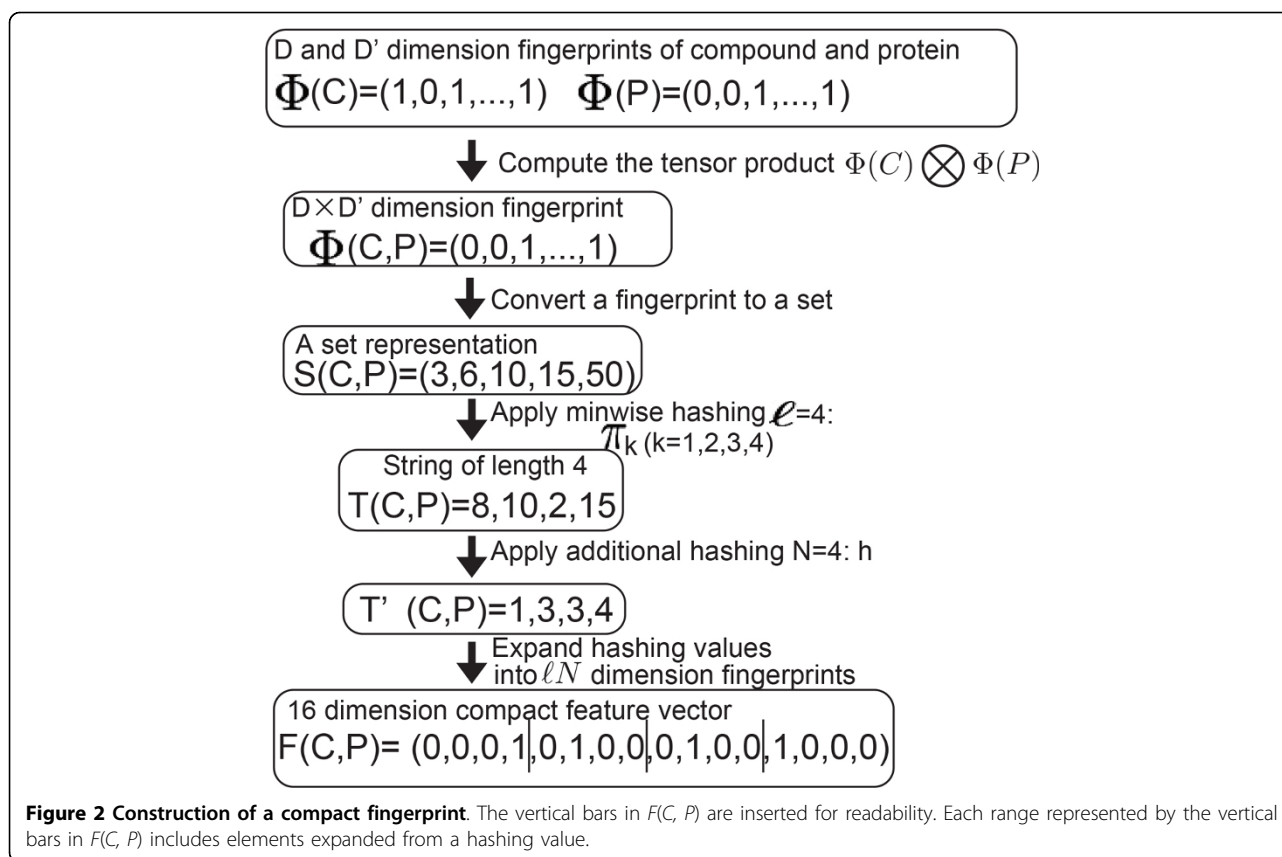 D and D' dimension fingerprints of compound and protein
Φ(C)=(1,0,1,...,1) Φ(P)=(0,0,1,...,1)
Compute the tensor product Φ(C) ⊗ Φ(P)
D×D' dimension fingerprint
Φ(C,P)=(0,0,1,...,1)
Convert a fingerprint to a set
A set representation
S(C,P)=(3,6,10,15,50)
Apply minwise hashing ℓ=4:
πk (k=1,2,3,4)
String of length 4
T(C,P)=8,10,2,15
Apply additional hashing N=4: h
T' (C,P)=1,3,3,4
Expand hashing values
into ℓN dimension fingerprints
16 dimension compact feature vector
F(C,P)= (0,0,0,1|,0,1,0,0|,0,1,0,0|,1,0,0,0)
Figure 2 Construction of a compact fingerprint. The vertical bars in F(C, P) are inserted for readability. Each range represented by the vertical
bars in F(C, P) includes elements expanded from a hashing value.